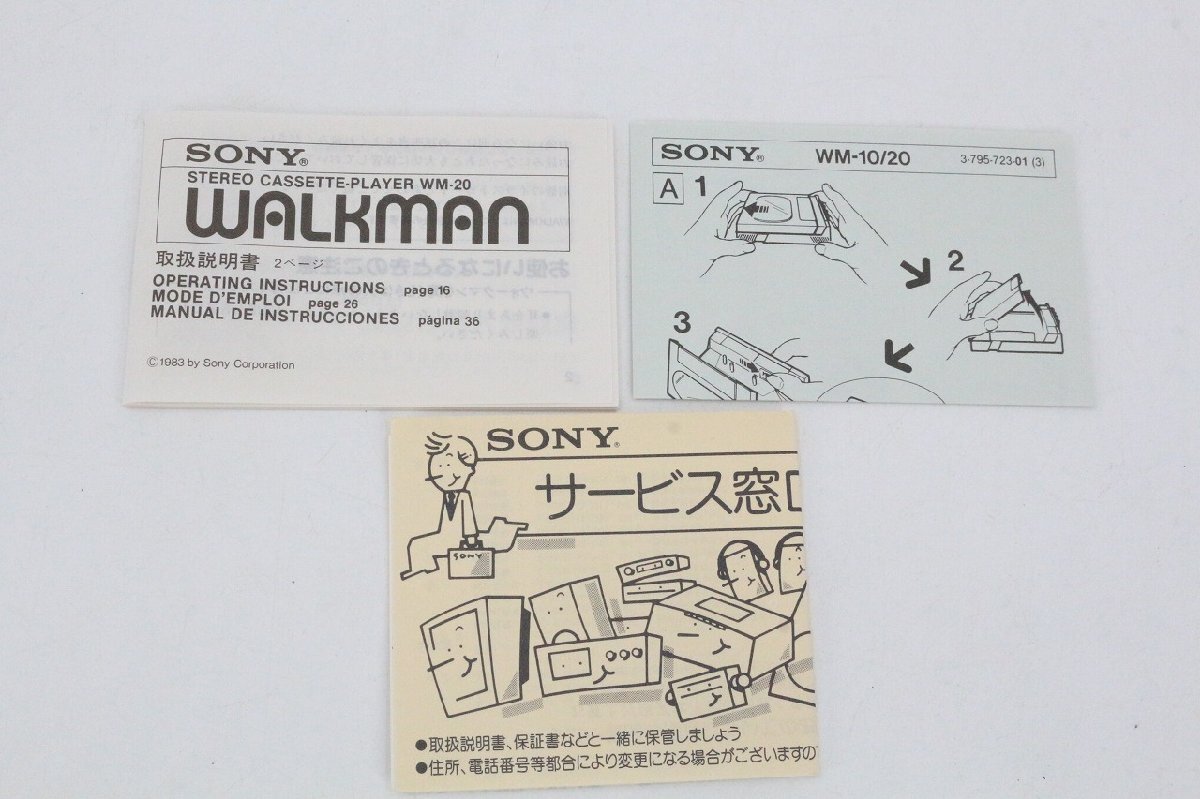 SONY®
STEREO CASSETTE-PLAYER WM-20
WALKMAN
取扱説明書 2ページ
OPERATING INSTRUCTIONS page 16
MODE D'EMPLOI page 26
MANUAL DE INSTRUCCIONES página 36
©1983 by Sony Corporation
SONY® WM-10/20 3-795-723-01 (3)
A 1
2
3
SONY®
サービス窓
SONY
●取扱説明書、保証書などと一緒に保管しましょう
●住所、電話番号等都合により変更になる場合がございますの